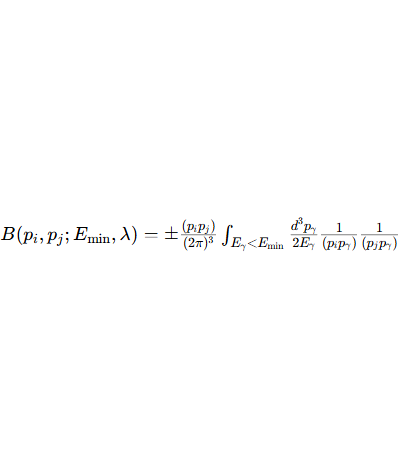 $B(p_i, p_j; E_{\min}, \lambda) = \pm \frac{(p_i p_j)}{(2\pi)^3} \int_{E_\gamma < E_{\min}} \frac{d^3 p_\gamma}{2E_\gamma} \frac{1}{(p_i p_\gamma)} \frac{1}{(p_j p_\gamma)}$